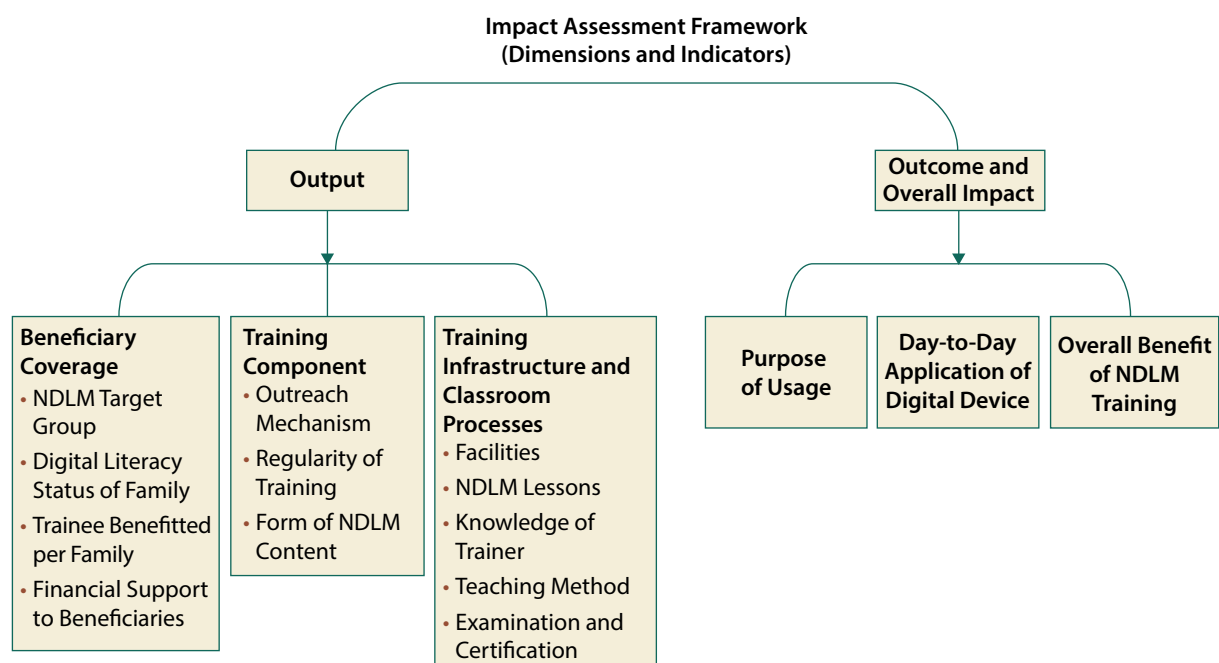 Impact Assessment Framework
(Dimensions and Indicators)
Output
Outcome and
Overall Impact
Beneficiary
Coverage
• NDLM Target
Group
• Digital Literacy
Status of Family
• Trainee Benefitted
per Family
• Financial Support
to Beneficiaries
Training
Component
• Outreach
Mechanism
• Regularity of
Training
• Form of NDLM
Content
Training
Infrastructure and
Classroom
Processes
• Facilities
• NDLM Lessons
• Knowledge of
Trainer
• Teaching Method
• Examination and
Certification
Purpose
of Usage
Day-to-Day
Application of
Digital Device
Overall Benefit
of NDLM
Training